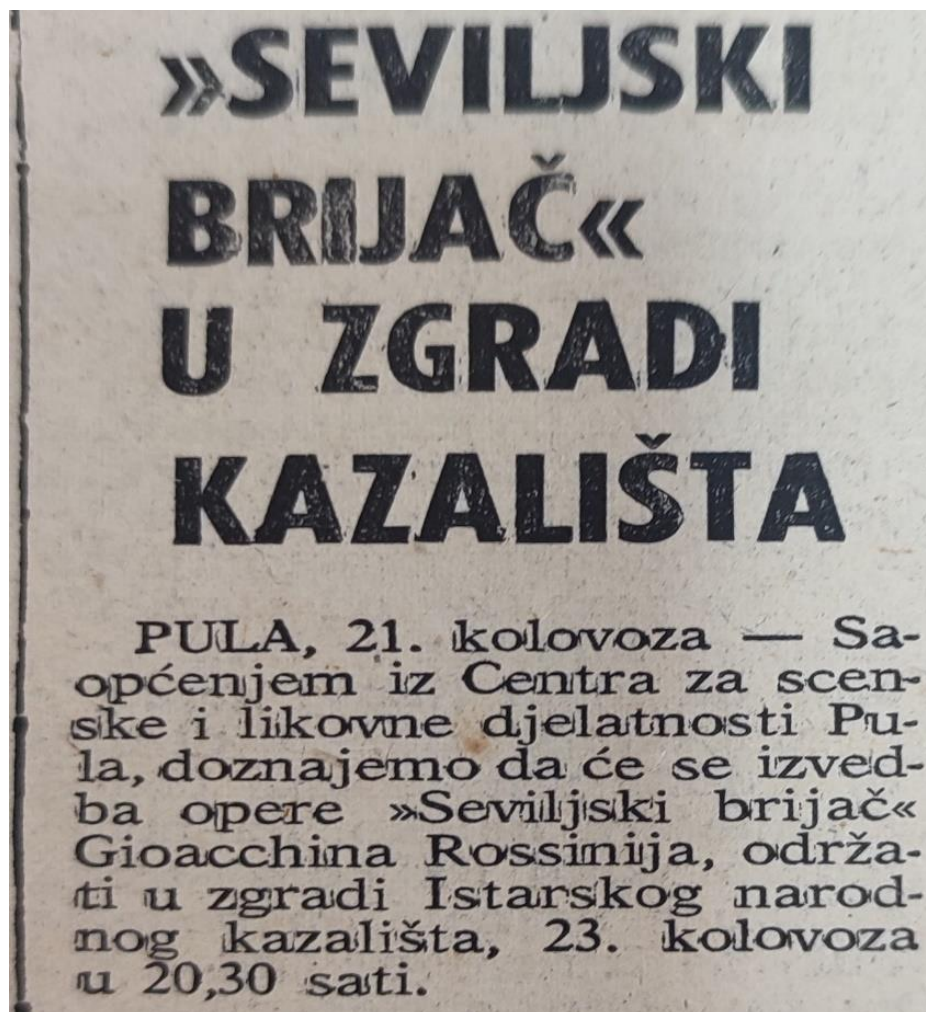 »SEVILJSKI
BRIJAČ«
U ZGRADI
KAZALIŠTA
PULA, 21. kolovoza — Sa-
općenjem iz Centra za scen-
ske i likovne djelatnosti Pu-
la, doznajemo da će se izved-
ba opere »Seviljski brijač«
Gioacchina Rossinija, održa-
ti u zgradi Istarskog narod-
nog kazališta, 23. kolovoza
u 20,30 sati.